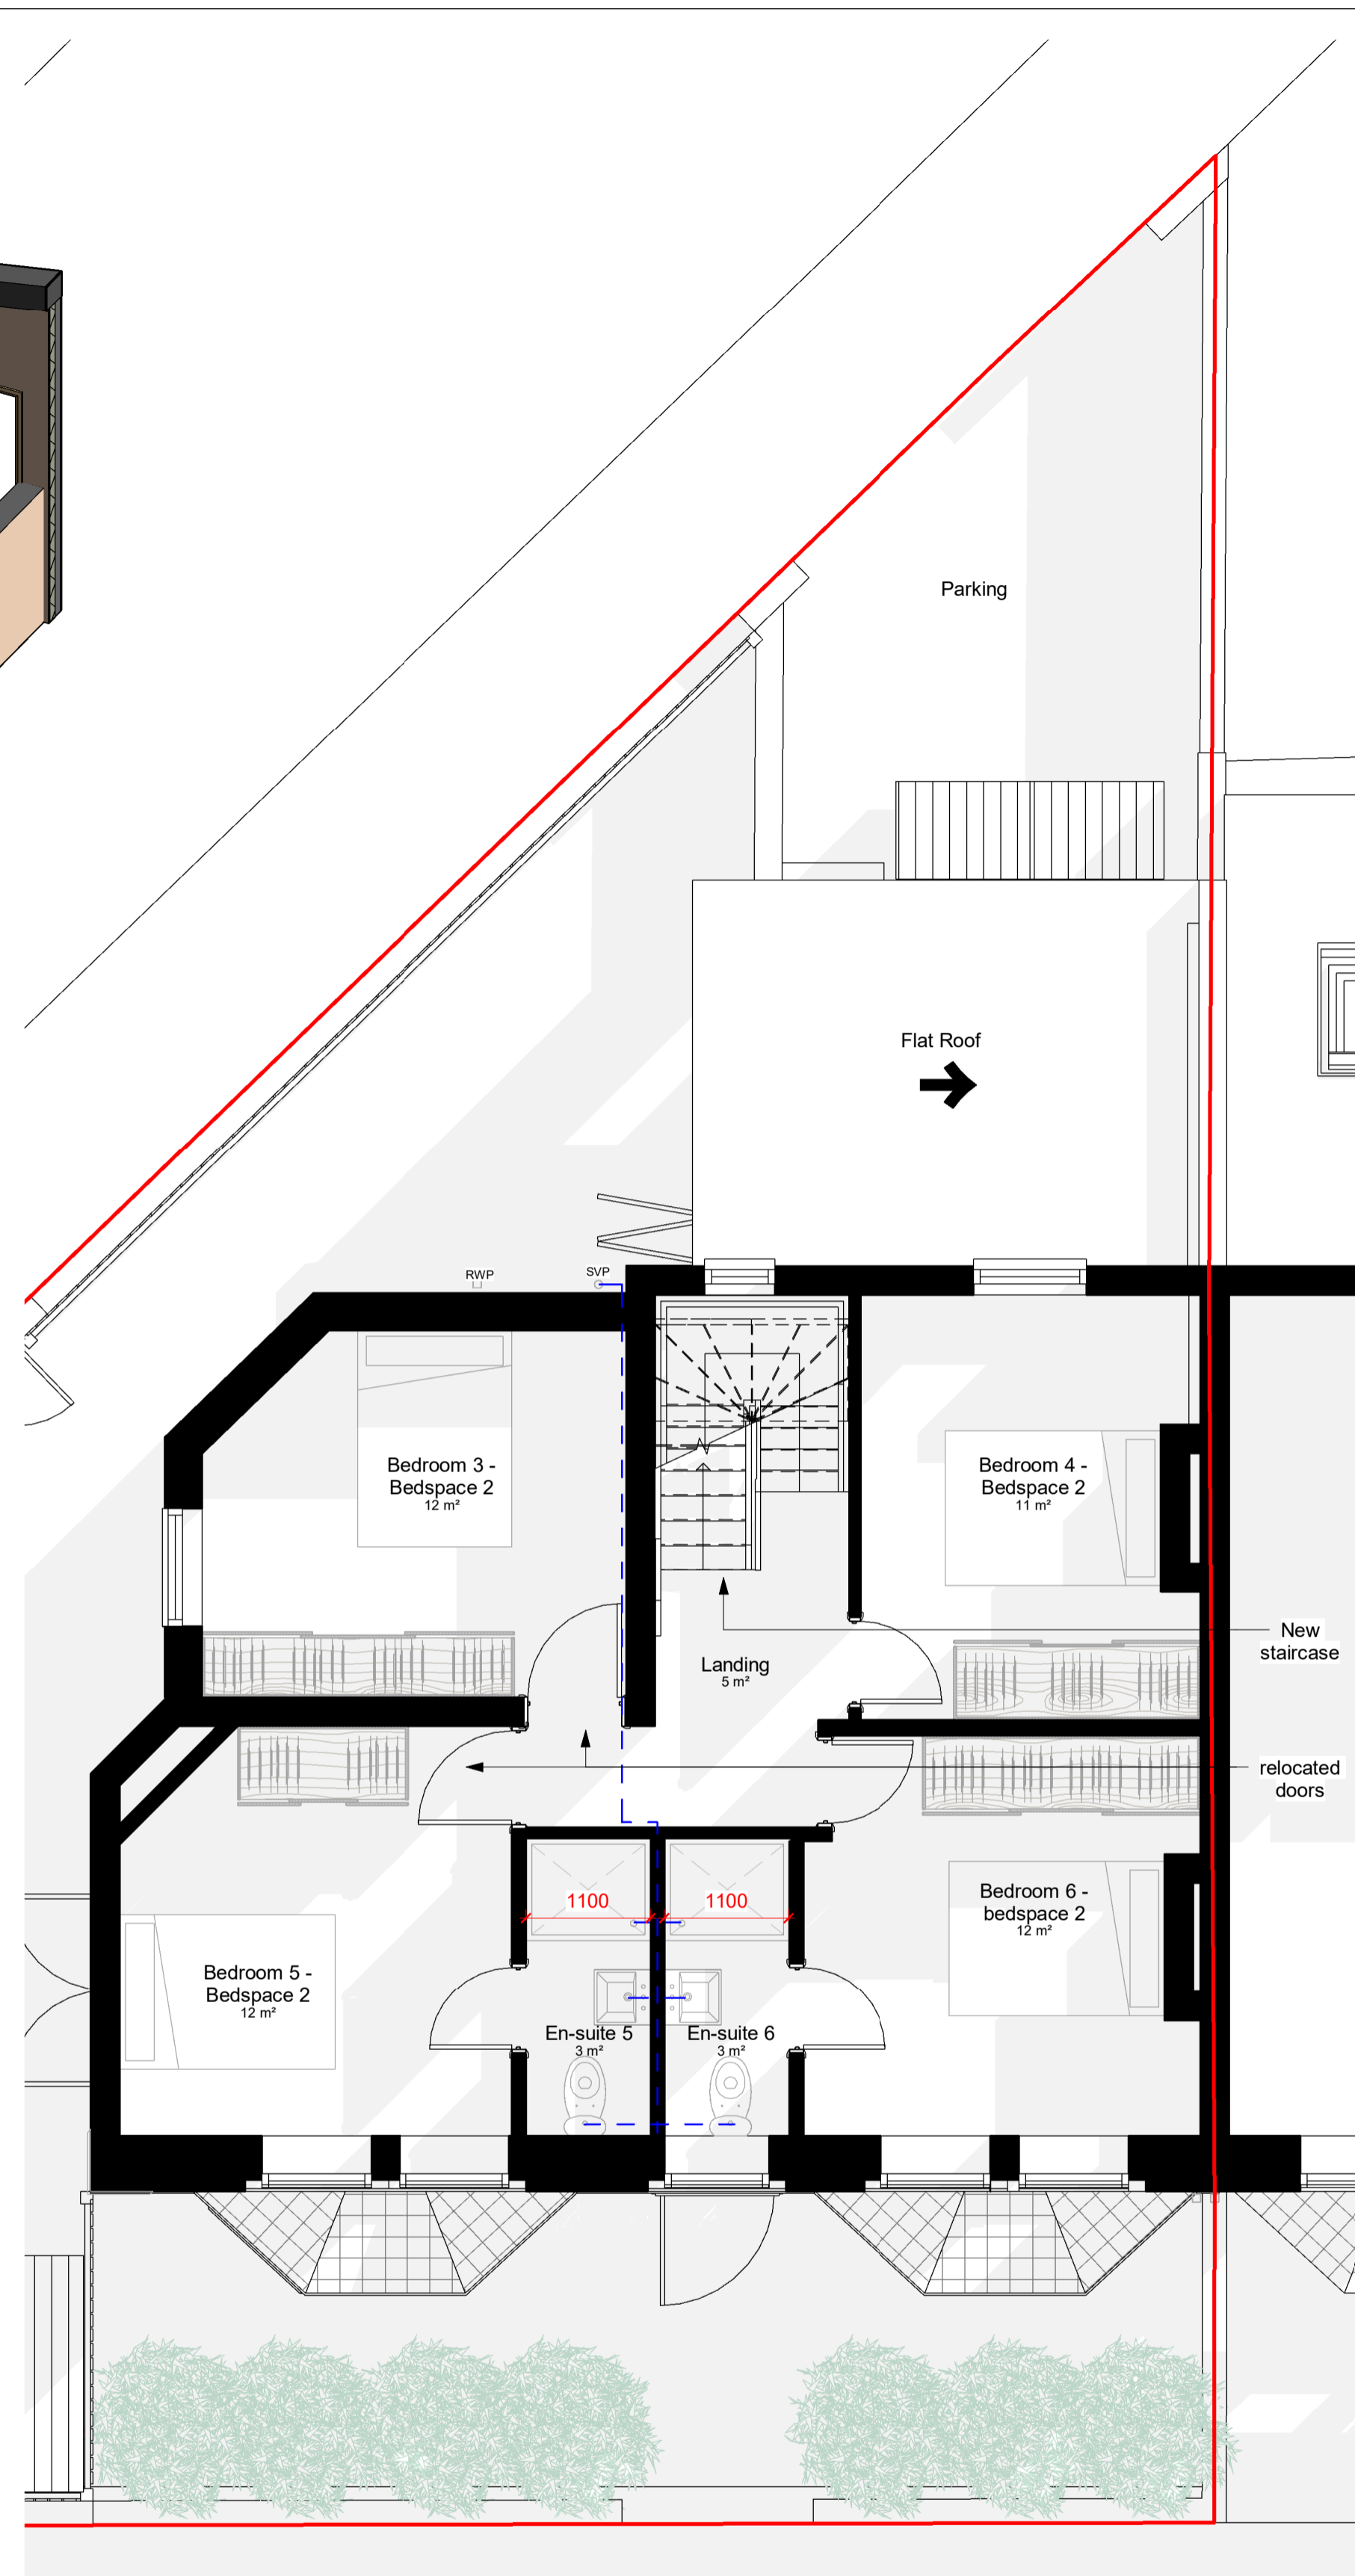 Parking
Flat Roof
RWP
SVP
Bedroom 3 -
Bedspace 2
12 m²
Bedroom 4 -
Bedspace 2
11 m²
New
staircase
Landing
5 m²
relocated
doors
1100
1100
Bedroom 6 -
bedspace 2
12 m²
Bedroom 5 -
Bedspace 2
12 m²
En-suite 5
3 m²
En-suite 6
3 m²